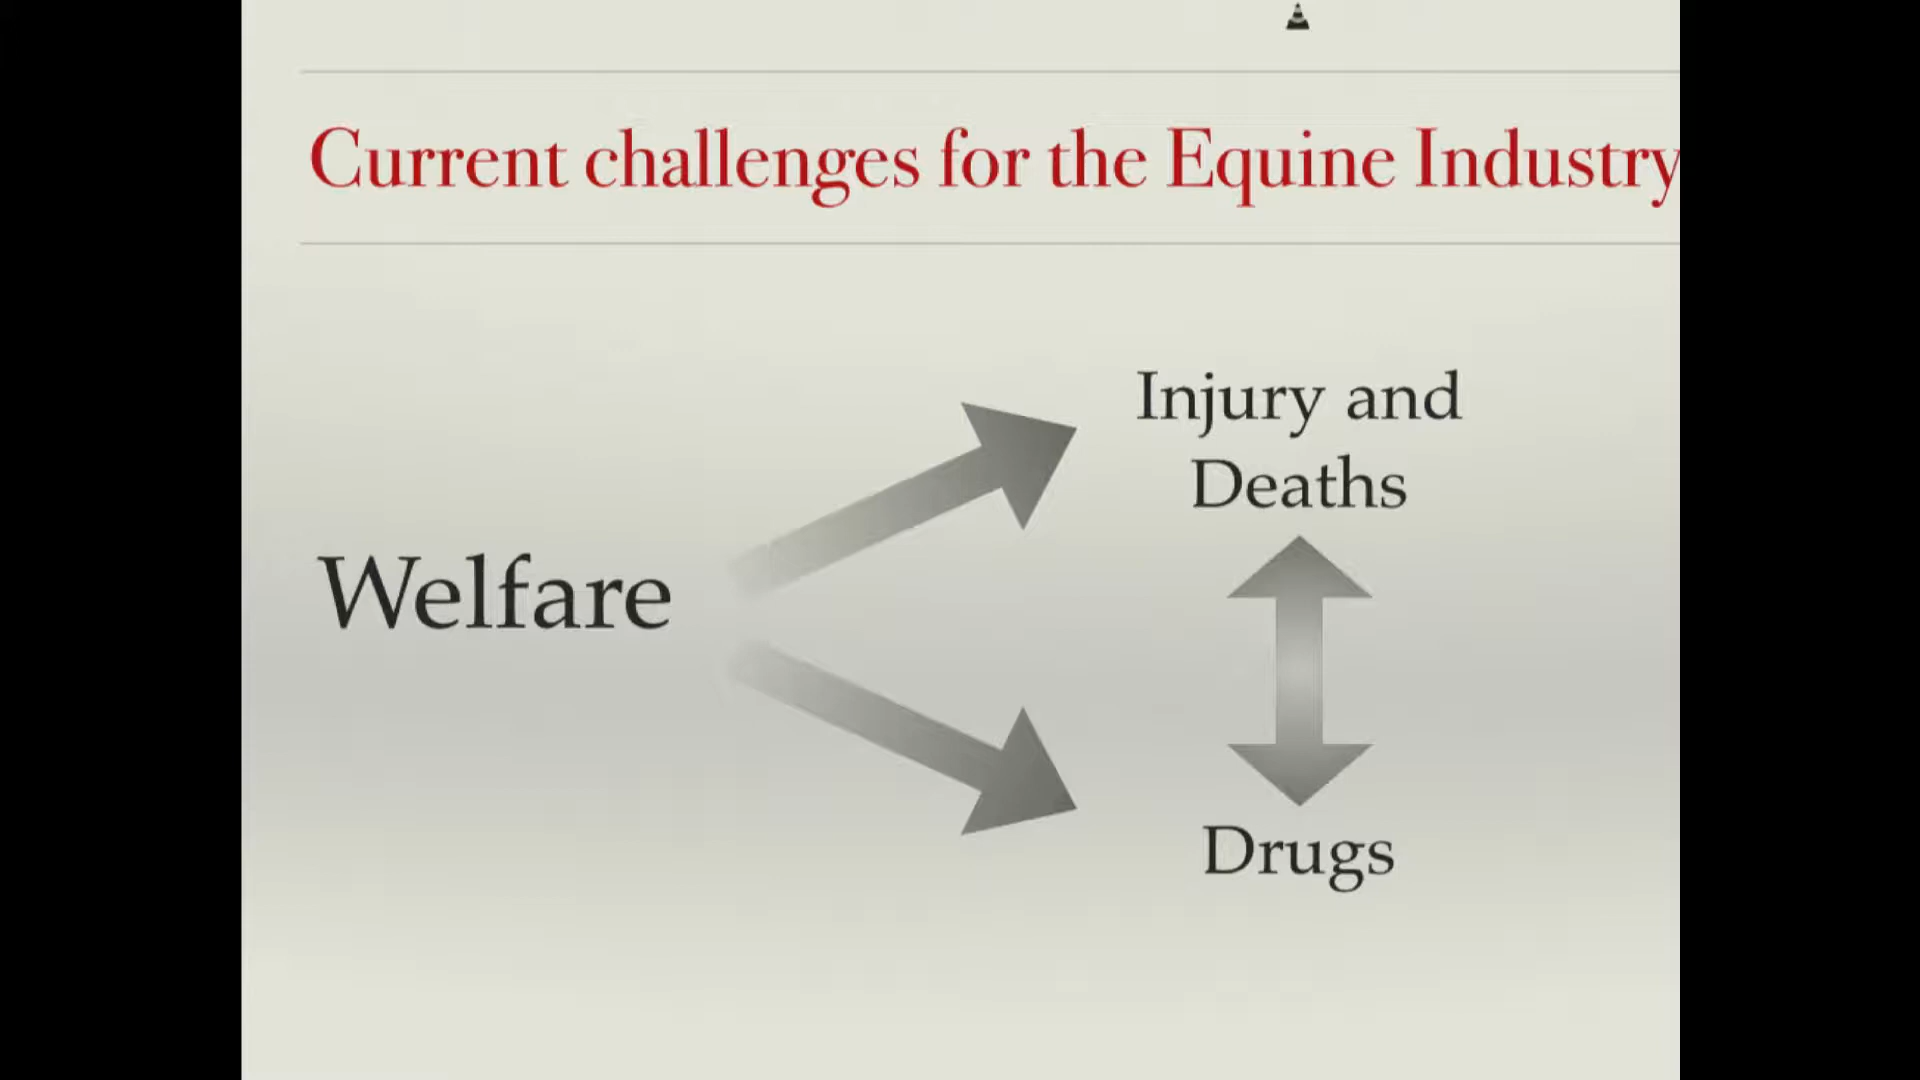 Current challenges for the Equine Industry
Injury and
Deaths
Welfare
Drugs